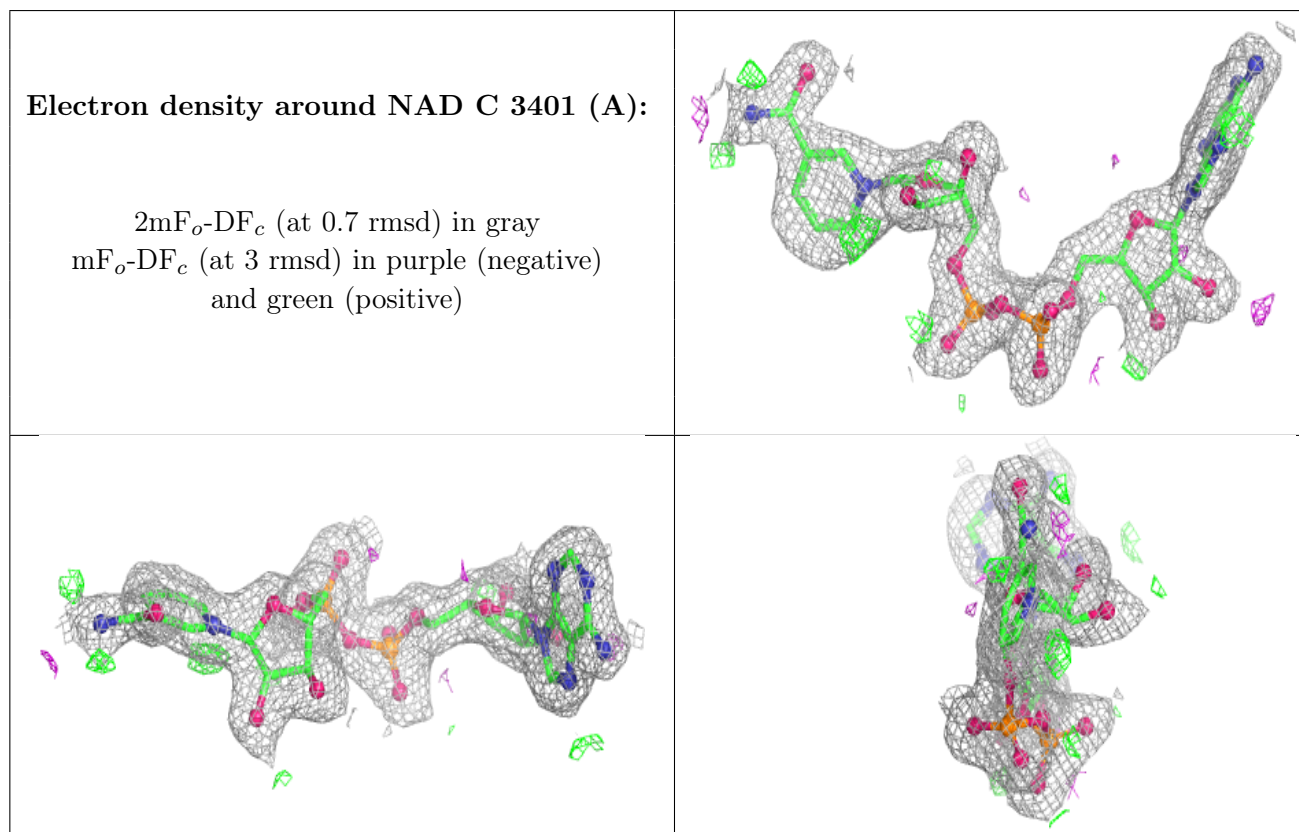 Electron density around NAD C 3401 (A):
2mFo-DFc (at 0.7 rmsd) in gray
mFo-DFc (at 3 rmsd) in purple (negative)
and green (positive)